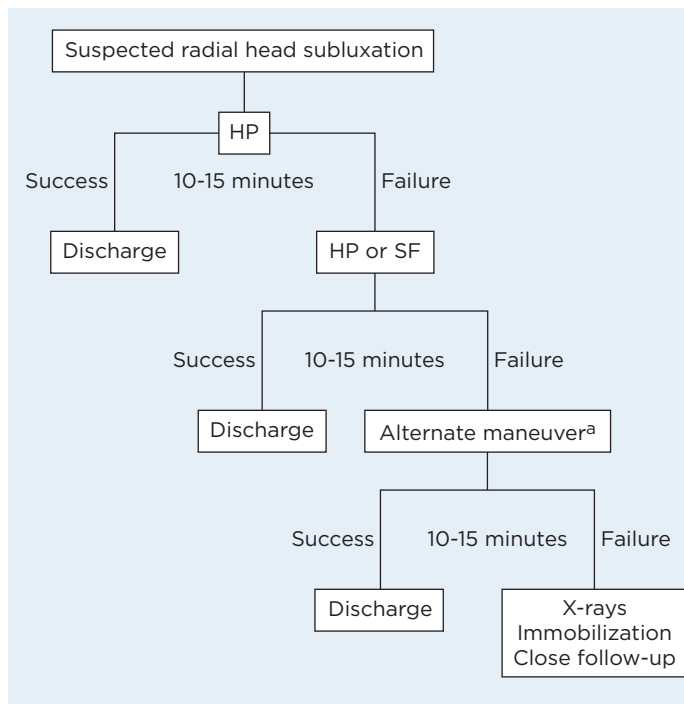 Suspected radial head subluxation
HP
Success 10-15 minutes Failure
Discharge HP or SF
Success 10-15 minutes Failure
Discharge Alternate maneuverᵃ
Success 10-15 minutes Failure
Discharge
X-rays
Immobilization
Close follow-up